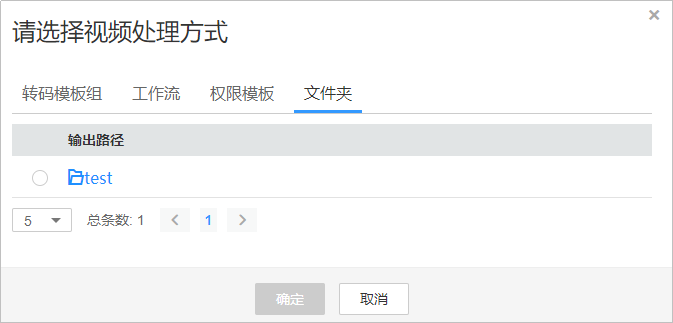 请选择视频处理方式
转码模板组 工作流 权限模板 文件夹
输出路径
test
5 总条数: 1 1
确定 取消